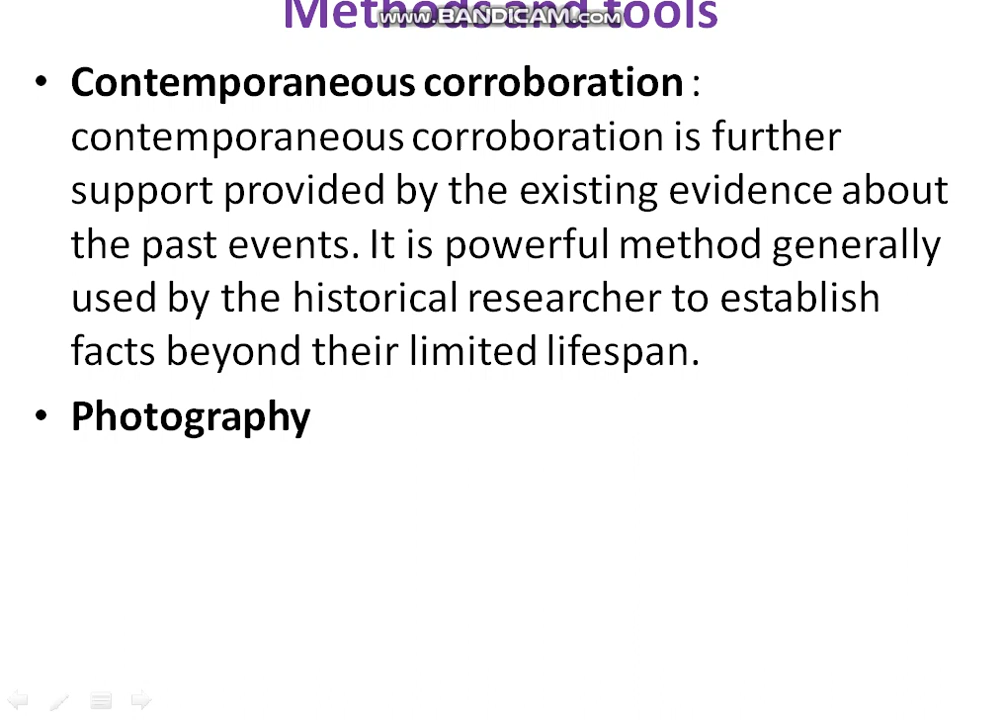 Methods and tools
www.BANDICAM.com
• Contemporaneous corroboration :
contemporaneous corroboration is further
support provided by the existing evidence about
the past events. It is powerful method generally
used by the historical researcher to establish
facts beyond their limited lifespan.
• Photography